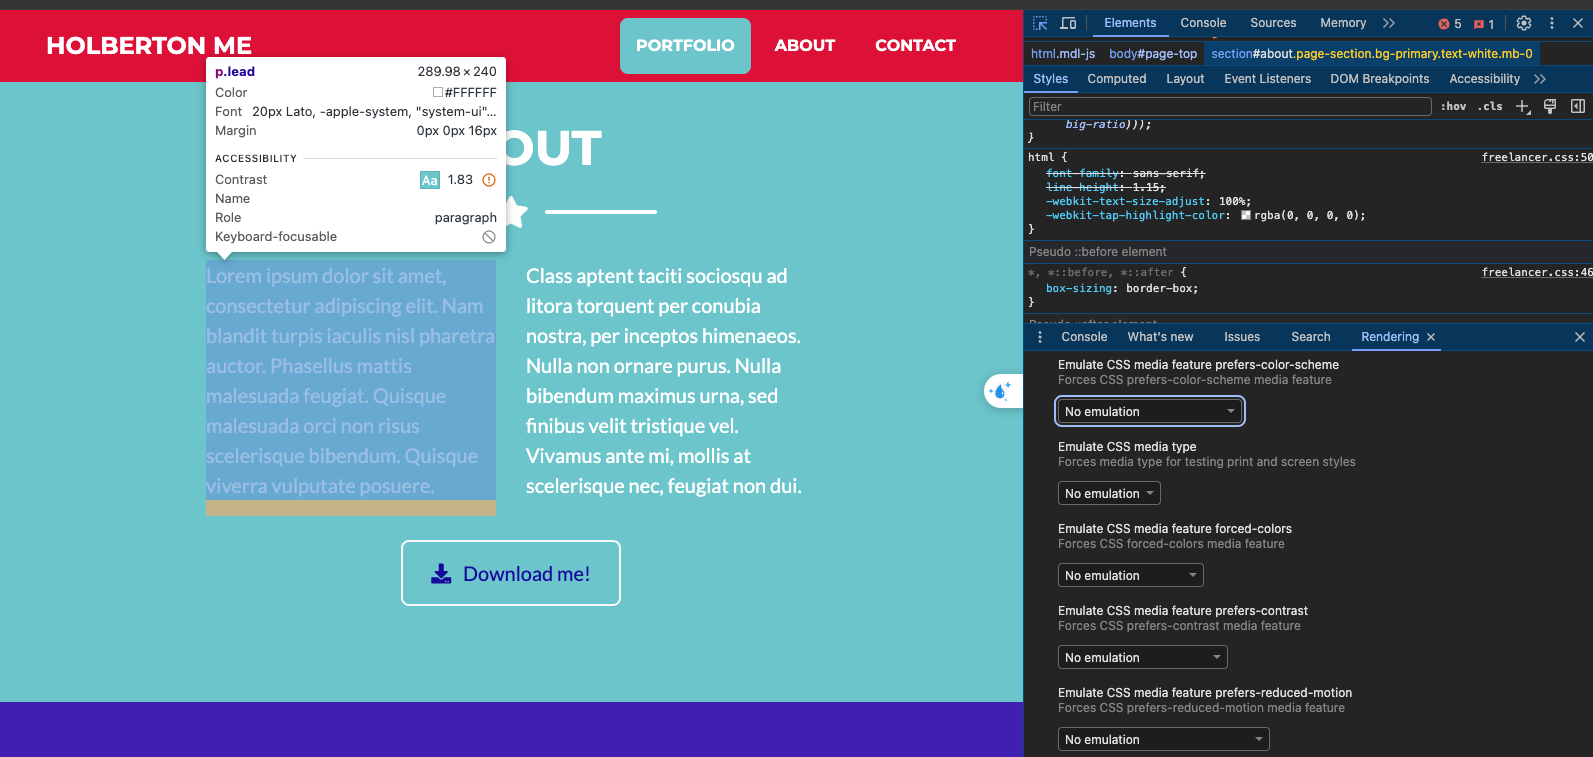 HOLBERTON ME
PORTFOLIO
ABOUT
CONTACT
p.lead 289.98 × 240
Color #FFFFFF
Font 20px Lato, -apple-system, "system-ui"…
Margin 0px 0px 16px
ACCESSIBILITY
Contrast Aa 1.83
Name
Role paragraph
Keyboard-focusable
OUT
Lorem ipsum dolor sit amet,
consectetur adipiscing elit. Nam
blandit turpis iaculis nisl pharetra
auctor. Phasellus mattis
malesuada feugiat. Quisque
malesuada orci non risus
scelerisque bibendum. Quisque
viverra vulputate posuere.
Class aptent taciti sociosqu ad
litora torquent per conubia
nostra, per inceptos himenaeos.
Nulla non ornare purus. Nulla
bibendum maximus urna, sed
finibus velit tristique vel.
Vivamus ante mi, mollis at
scelerisque nec, feugiat non dui.
Download me!
Elements Console Sources Memory 5 1
html.mdl-js body#page-top section#about.page-section.bg-primary.text-white.mb-0
Styles Computed Layout Event Listeners DOM Breakpoints Accessibility
Filter :hov .cls
big-ratio)));
}
html { freelancer.css:50
font-family: sans-serif;
line-height: 1.15;
-webkit-text-size-adjust: 100%;
-webkit-tap-highlight-color: rgba(0, 0, 0, 0);
}
Pseudo ::before element
*, *::before, *::after { freelancer.css:46
box-sizing: border-box;
}
Pseudo ::after element
Console What's new Issues Search Rendering
Emulate CSS media feature prefers-color-scheme
Forces CSS prefers-color-scheme media feature
No emulation
Emulate CSS media type
Forces media type for testing print and screen styles
No emulation
Emulate CSS media feature forced-colors
Forces CSS forced-colors media feature
No emulation
Emulate CSS media feature prefers-contrast
Forces CSS prefers-contrast media feature
No emulation
Emulate CSS media feature prefers-reduced-motion
Forces CSS prefers-reduced-motion media feature
No emulation